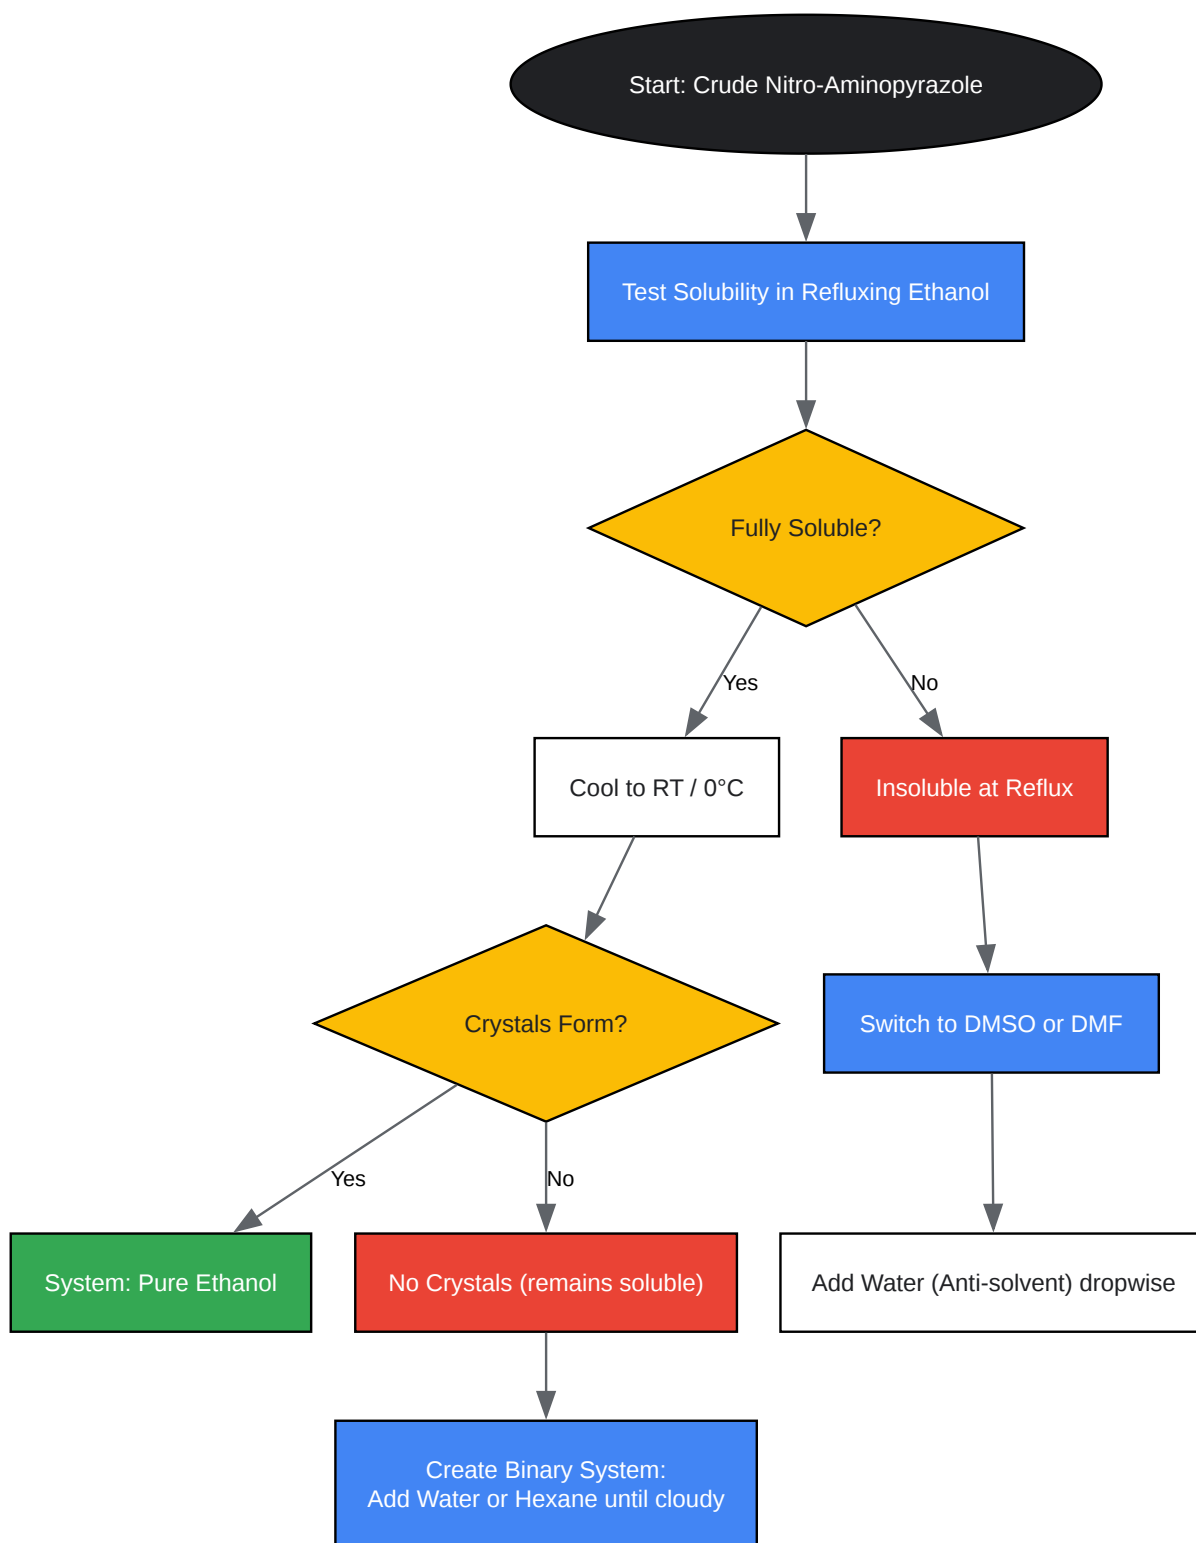 Start: Crude Nitro-Aminopyrazole
Test Solubility in Refluxing Ethanol
Fully Soluble?
Yes
No
Cool to RT / 0°C
Insoluble at Reflux
Crystals Form?
Switch to DMSO or DMF
Yes
No
System: Pure Ethanol
No Crystals (remains soluble)
Add Water (Anti-solvent) dropwise
Create Binary System:
Add Water or Hexane until cloudy